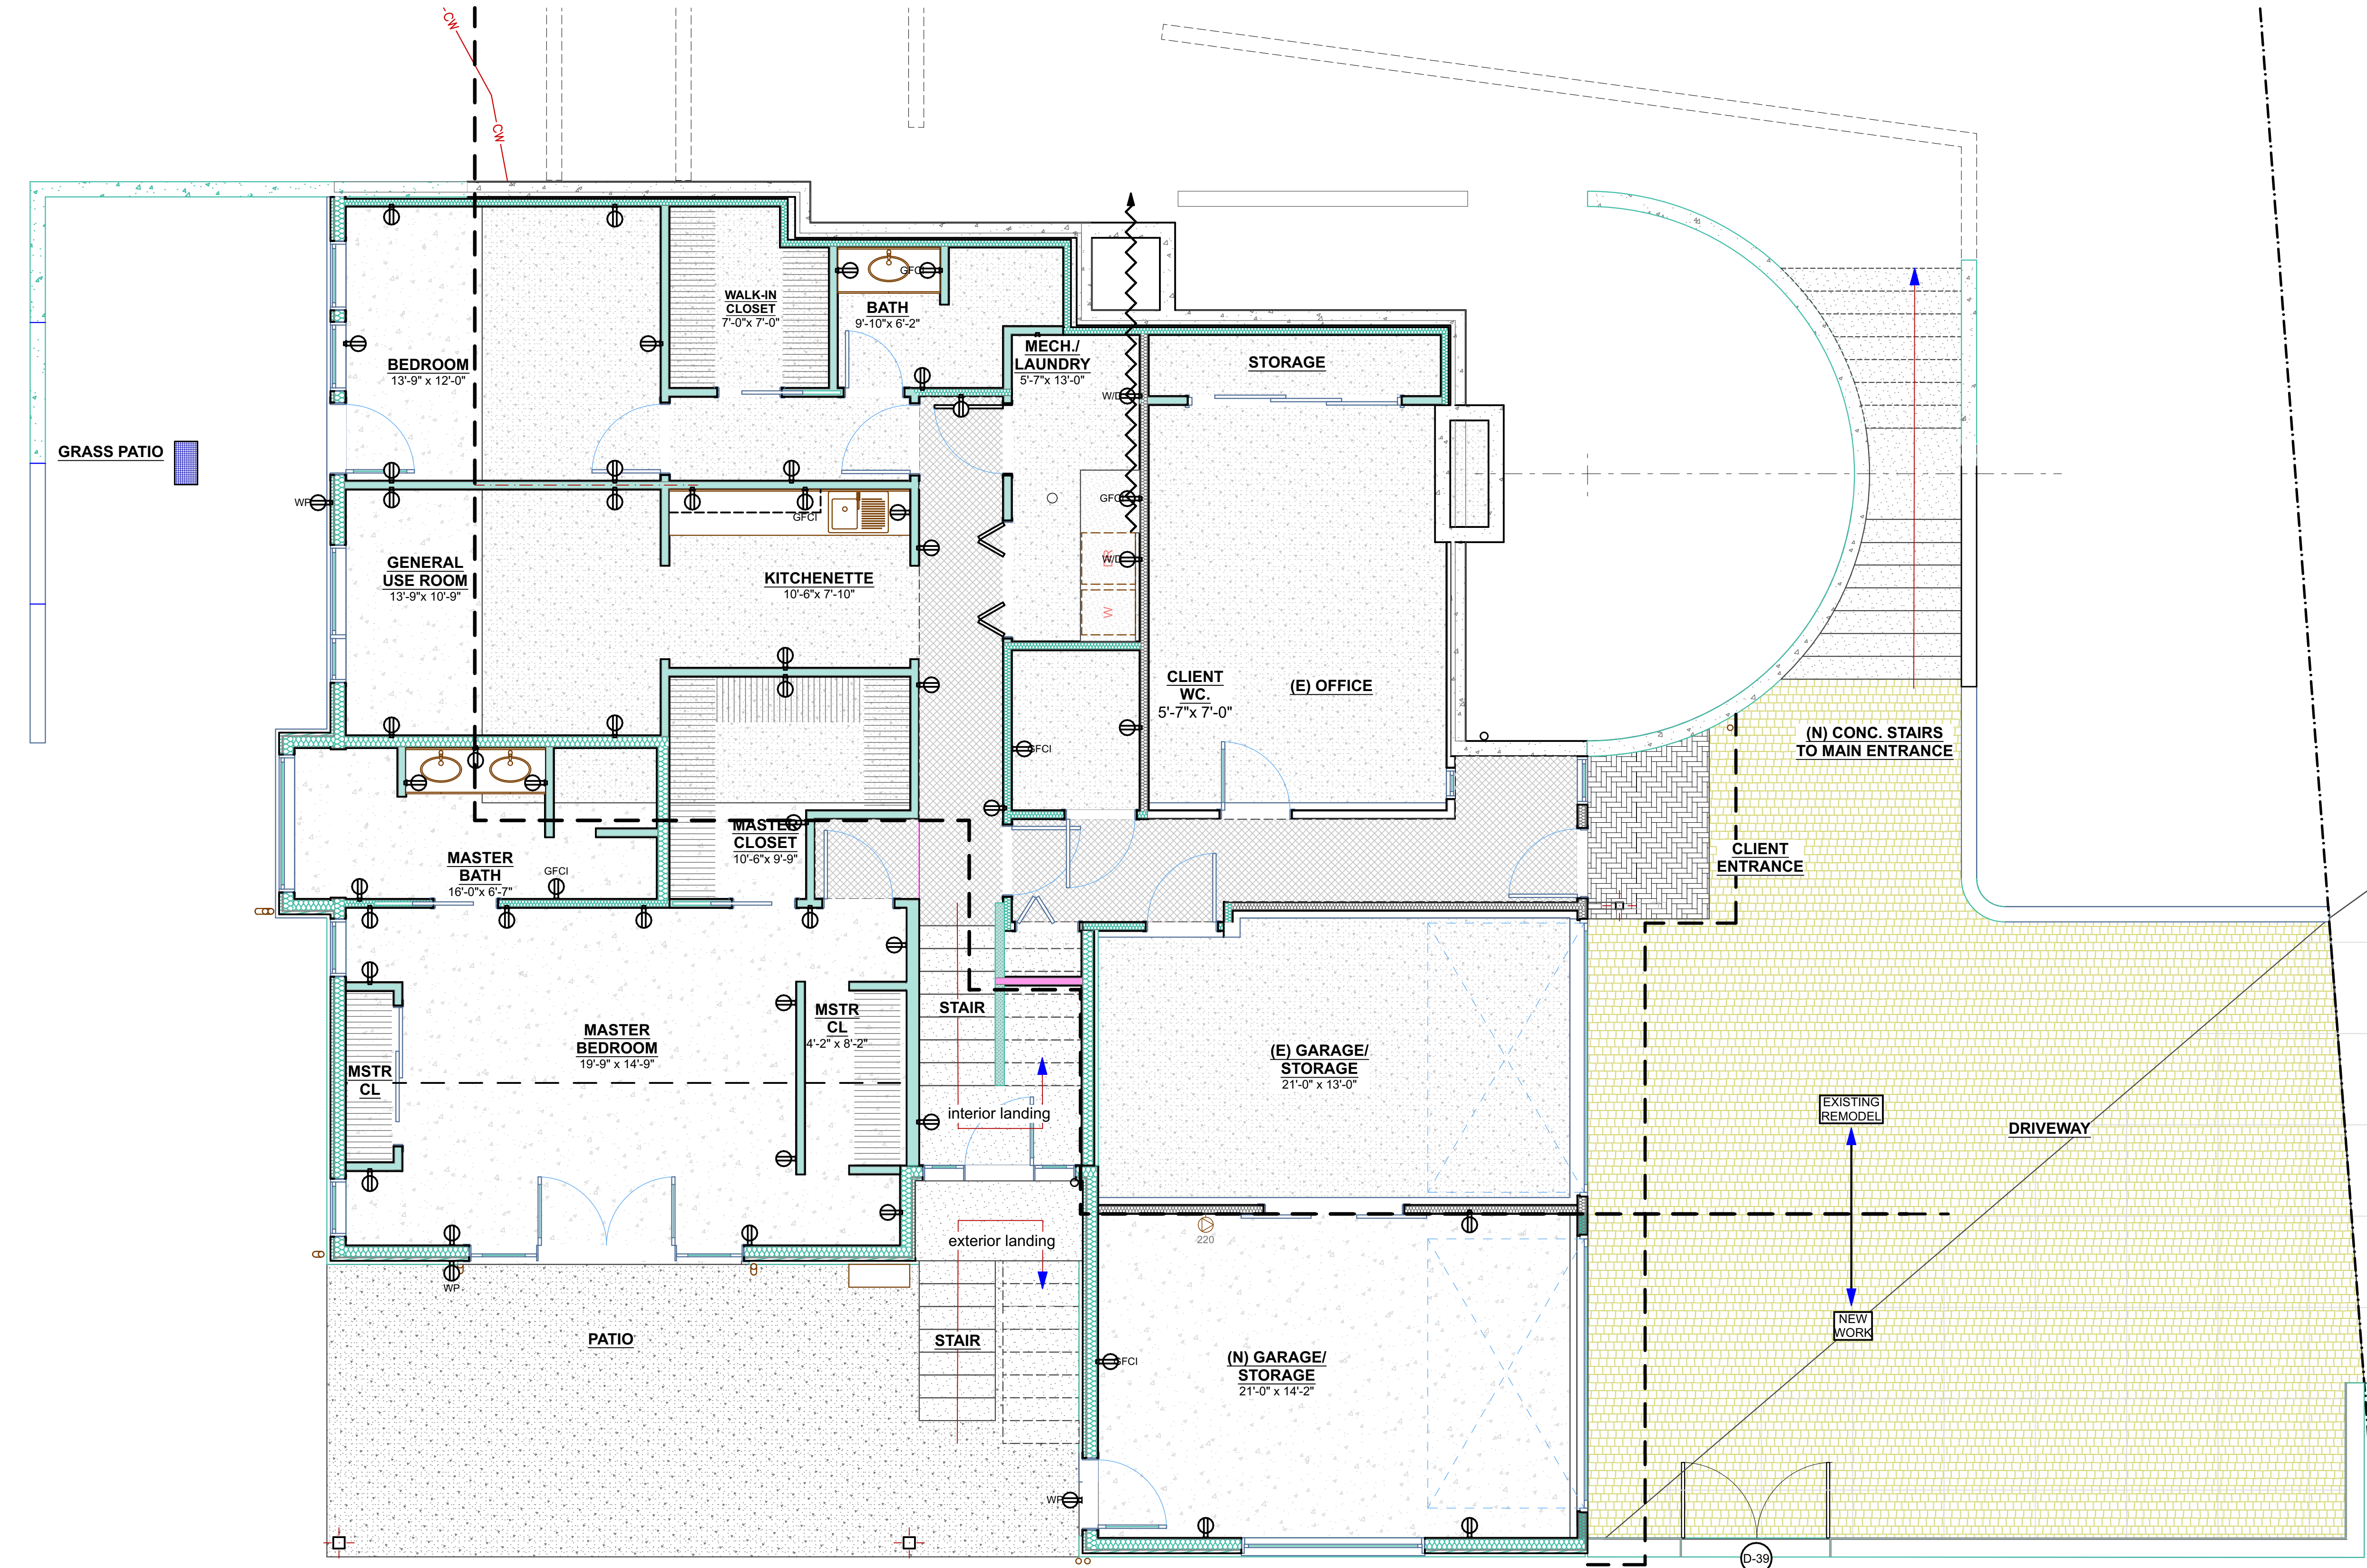 CW
CW
WALK-IN
CLOSET
7'-0"x 7'-0"
GFCI
BATH
9'-10"x 6'-2"
MECH./
LAUNDRY
5'-7"x 13'-0"
STORAGE
BEDROOM
13'-9" x 12'-0"
W/D
GRASS PATIO
WP
GFCI
GFCI
W/D
W
GENERAL
USE ROOM
13'-9"x 10'-9"
KITCHENETTE
10'-6"x 7'-10"
CLIENT
WC.
5'-7"x 7'-0"
(E) OFFICE
GFCI
(N) CONC. STAIRS
TO MAIN ENTRANCE
MASTER
CLOSET
10'-6"x 9'-9"
MASTER
BATH
16'-0"x 6'-7"
GFCI
CLIENT
ENTRANCE
MASTER
BEDROOM
19'-9" x 14'-9"
MSTR
CL
4'-2" x 8'-2"
STAIR
MSTR
CL
(E) GARAGE/
STORAGE
21'-0" x 13'-0"
interior landing
EXISTING
REMODEL
DRIVEWAY
exterior landing
220
WP
PATIO
STAIR
NEW
WORK
(N) GARAGE/
STORAGE
21'-0" x 14'-2"
GFCI
WP
D-39